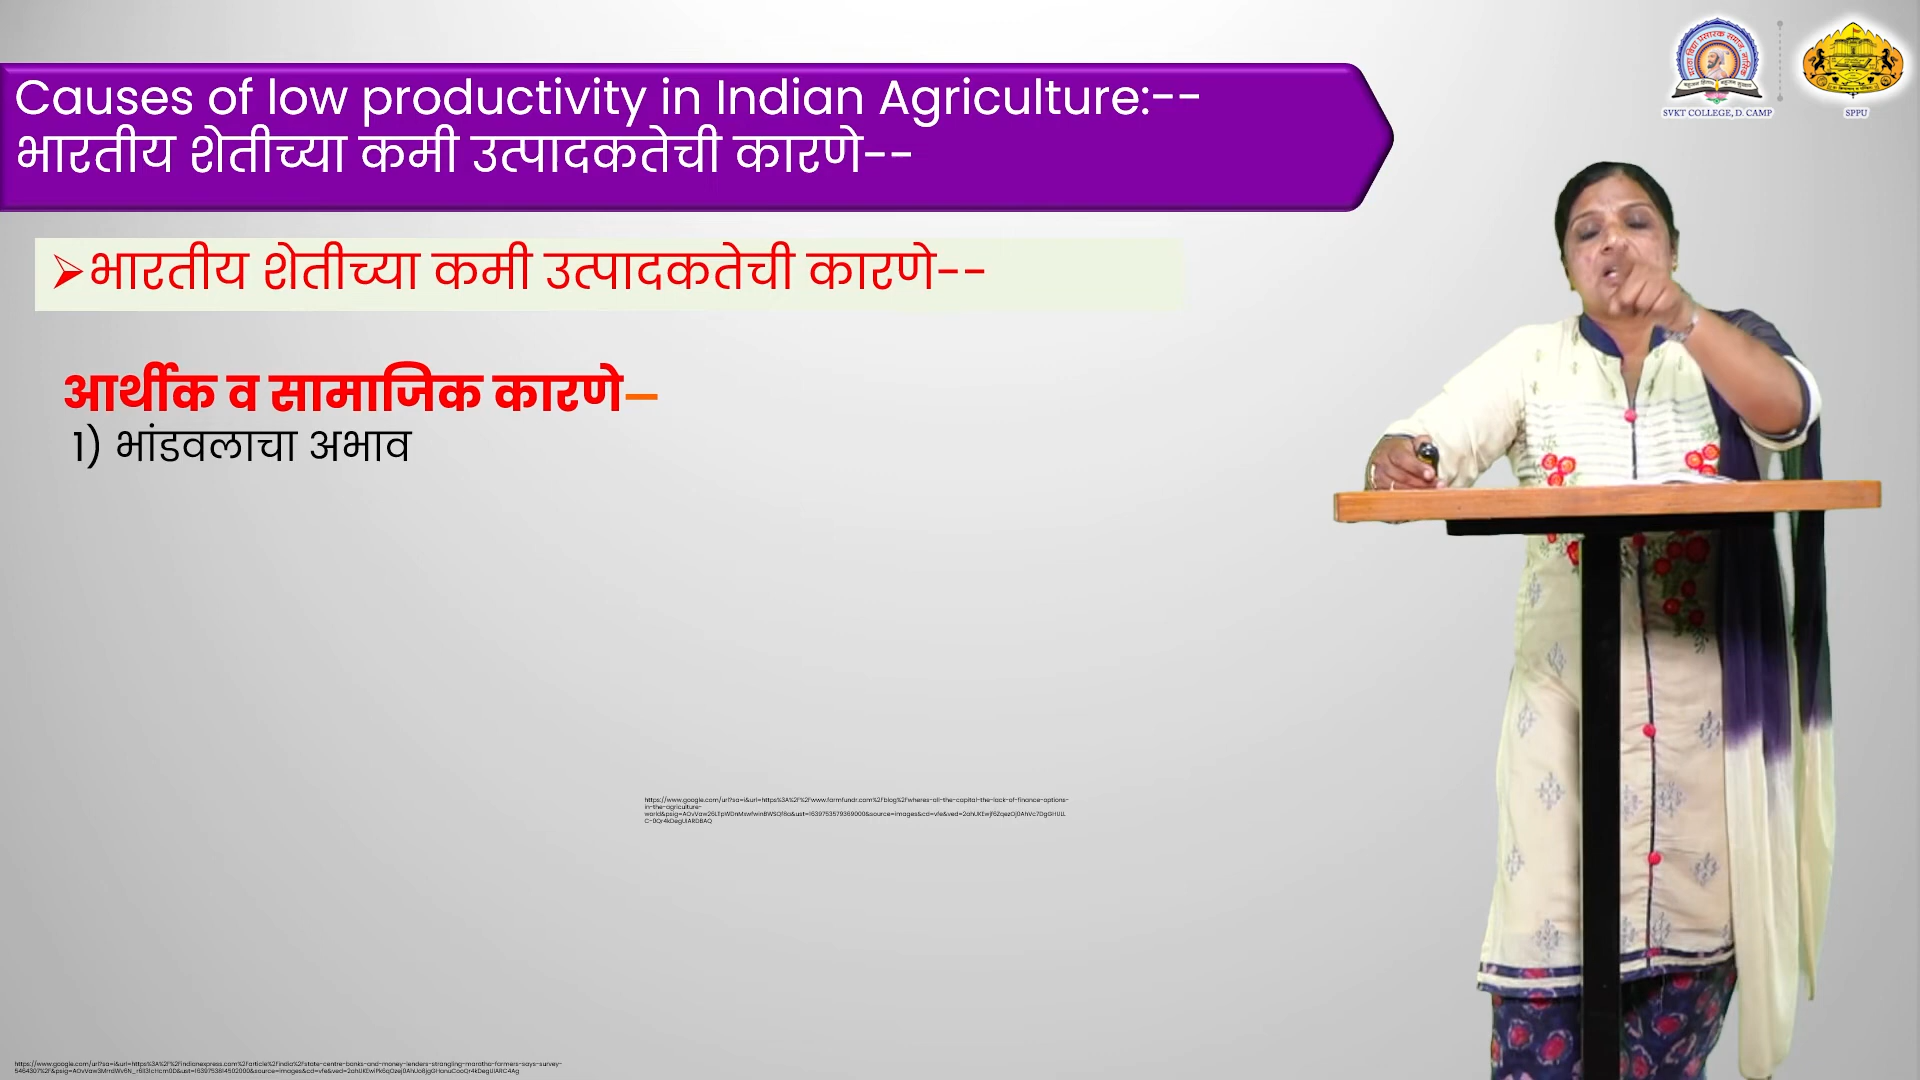 Causes of low productivity in Indian Agriculture:--
भारतीय शेतीच्या कमी उत्पादकतेची कारणे--
SVKT COLLEGE, D. CAMP
SPPU
➢भारतीय शेतीच्या कमी उत्पादकतेची कारणे--
आर्थीक व सामाजिक कारणे–
1) भांडवलाचा अभाव